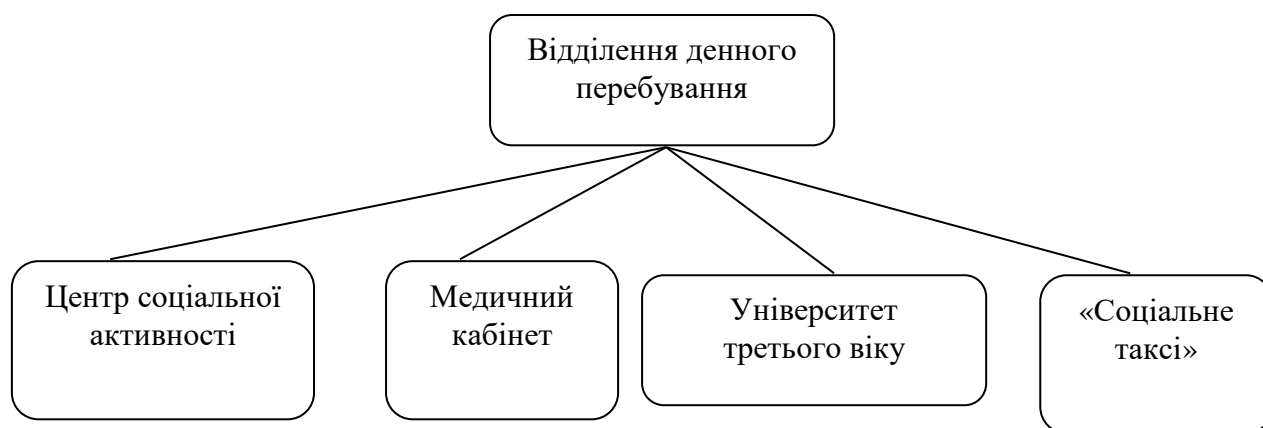 Відділення денного
перебування
Центр соціальної
активності
Медичний
кабінет
Університет
третього віку
«Соціальне
таксі»